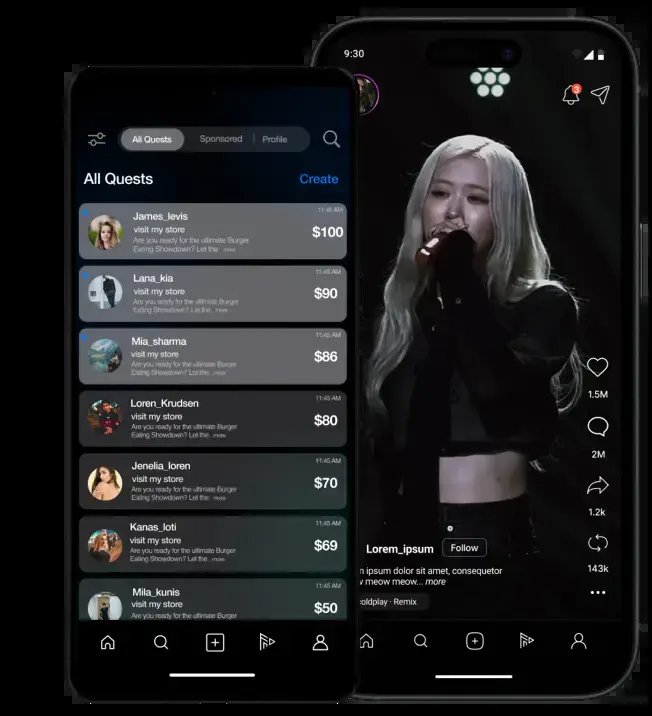 All Quests
Sponsored
Profile
All Quests
Create
11:45 AM
James_levis
visit my store
$100
Are you ready for the ultimate Burger
Eating Showdown? Let the.. more
11:45 AM
Lana_kia
visit my store
$90
Are you ready for the ultimate Burger
Eating Showdown? Let the.. more
11:45 AM
Mia_sharma
visit my store
$86
Are you ready for the ultimate Burger
Eating Showdown? Let the.. more
11:45 AM
Loren_Krudsen
visit my store
$80
Are you ready for the ultimate Burger
Eating Showdown? Let the.. more
11:45 AM
Jenelia_loren
visit my store
$70
Are you ready for the ultimate Burger
Eating Showdown? Let the.. more
11:45 AM
Kanas_loti
visit my store
$69
Are you ready for the ultimate Burger
Eating Showdown? Let the.. more
11:45 AM
Mila_kunis
visit my store
$50
Are you ready for the ultimate Burger
9:30
3
1.5M
2M
1.2k
143k
Lorem_ipsum
Follow
ipsum dolor sit amet, consequetor
meow meow... more
coldplay · Remix